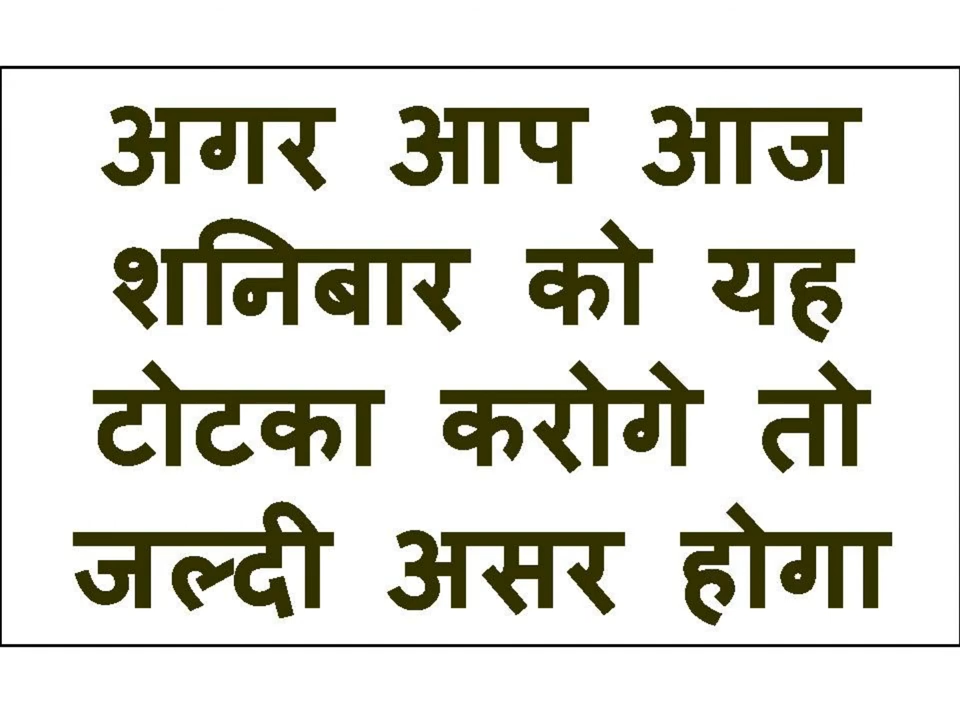 अगर आप आज
शनिबार को यह
टोटका करोगे तो
जल्दी असर होगा